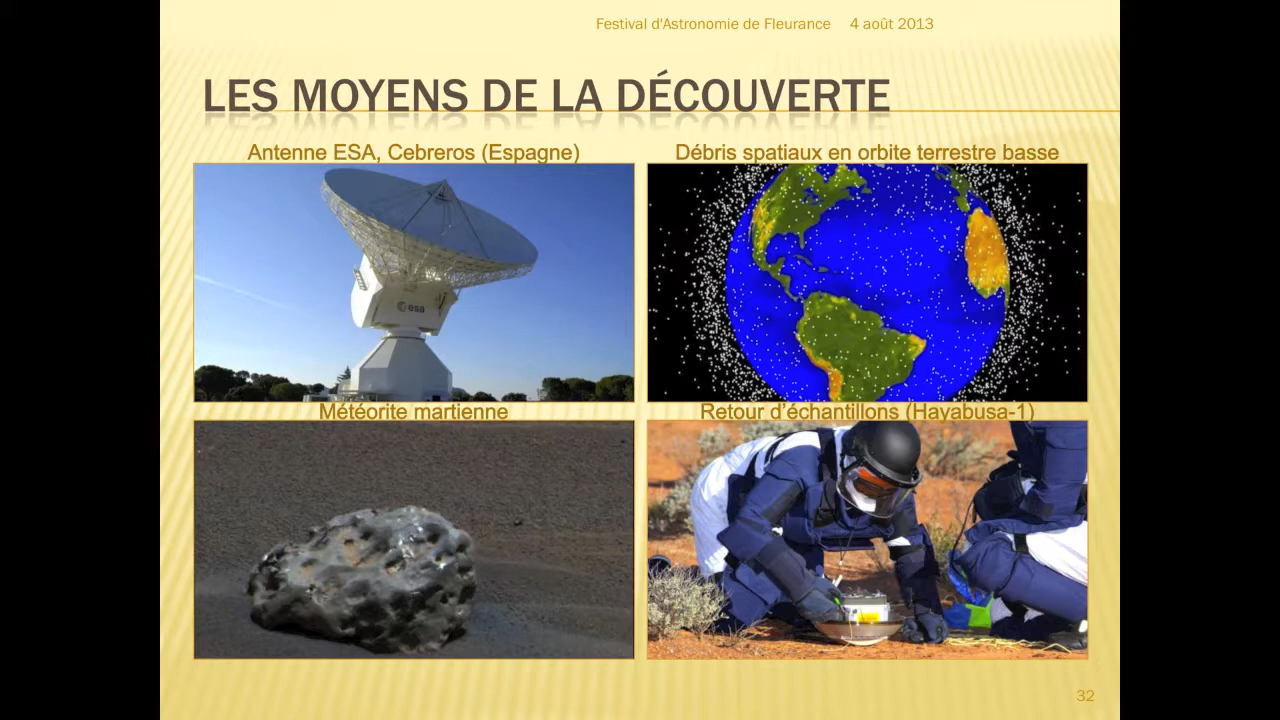 Festival d'Astronomie de Fleurance 4 août 2013
LES MOYENS DE LA DÉCOUVERTE
Antenne ESA, Cebreros (Espagne)
Débris spatiaux en orbite terrestre basse
esa
Météorite martienne
Retour d'échantillons (Hayabusa-1)
32